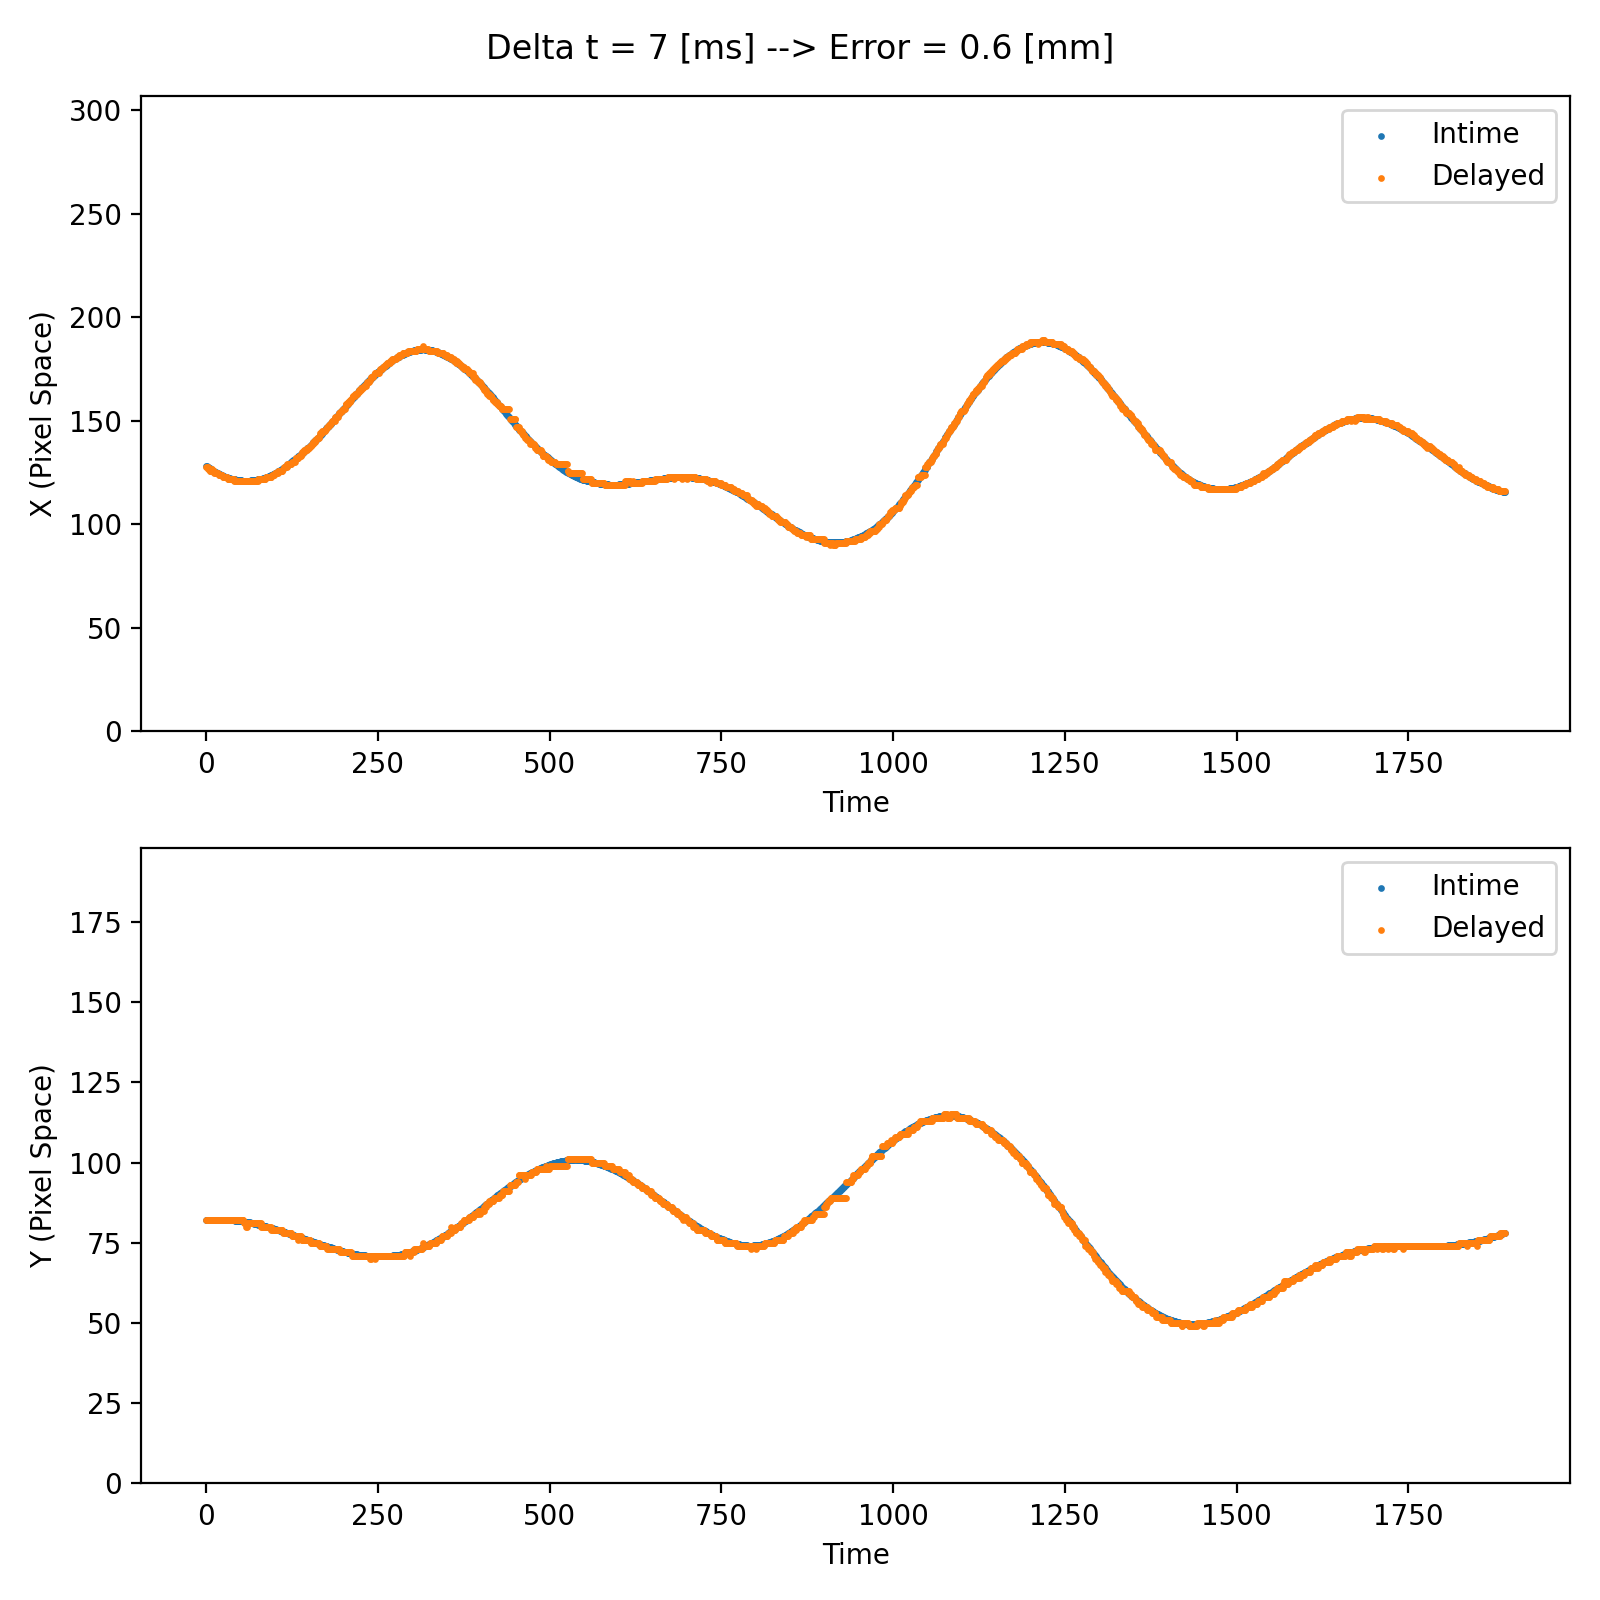 Delta t = 7 [ms] --> Error = 0.6 [mm]
300
250
200
150
100
50
0
X (Pixel Space)
Intime
Delayed
0 250 500 750 1000 1250 1500 1750
Time
175
150
125
100
75
50
25
0
Y (Pixel Space)
Intime
Delayed
0 250 500 750 1000 1250 1500 1750
Time